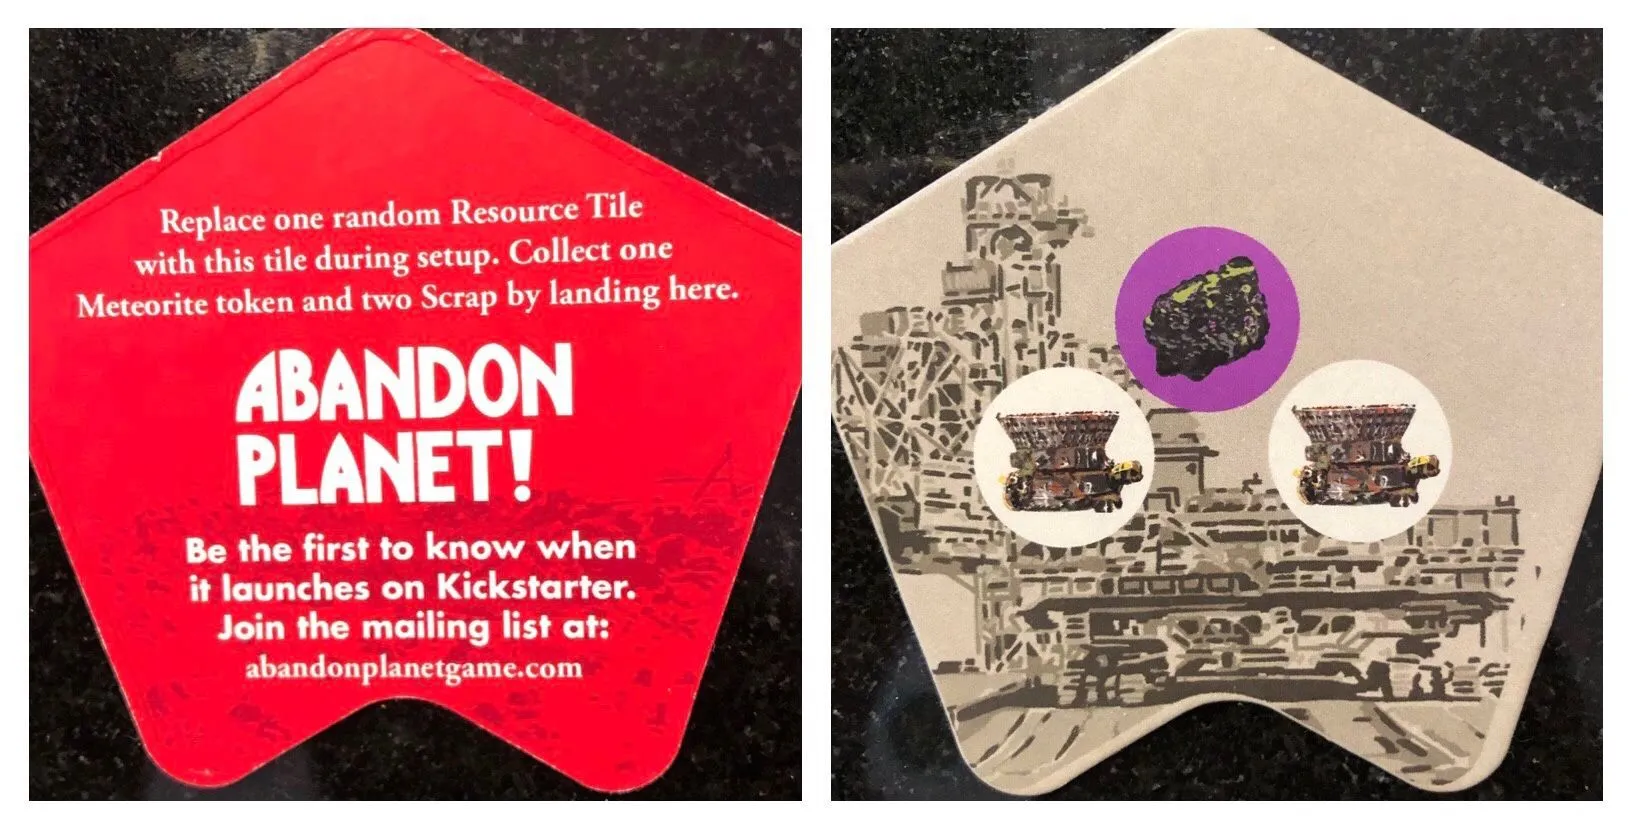 Replace one random Resource Tile
with this tile during setup. Collect one
Meteorite token and two Scrap by landing here.
ABANDON
PLANET!
Be the first to know when
it launches on Kickstarter.
Join the mailing list at:
abandonplanetgame.com